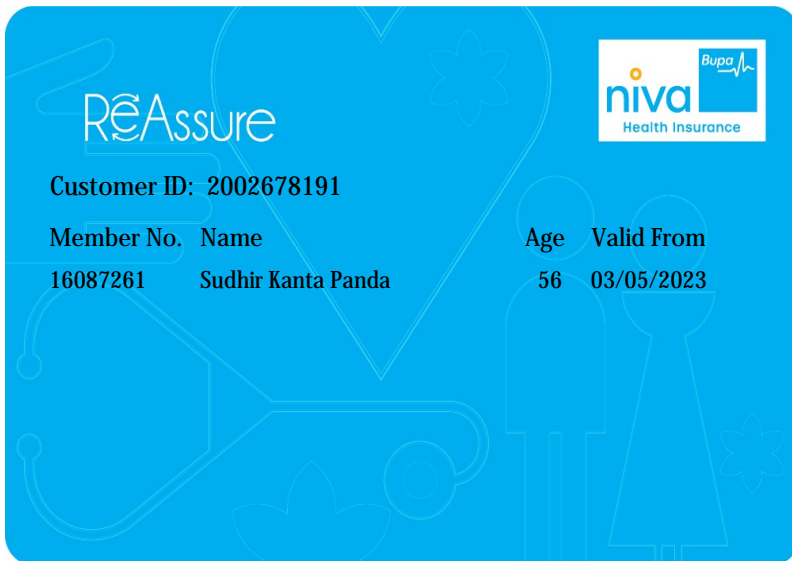 Bupa
niva
Health Insurance
ReAssure
Customer ID: 2002678191
Member No. Name Age Valid From
16087261 Sudhir Kanta Panda 56 03/05/2023